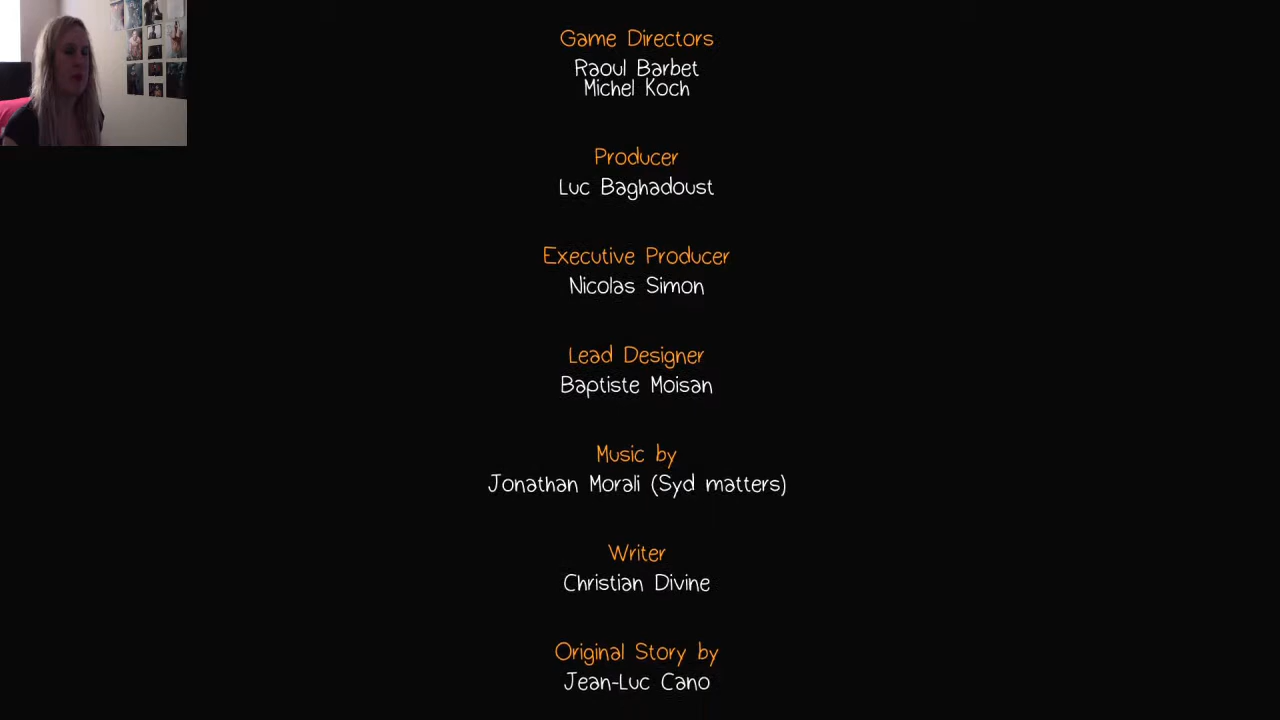 Game Directors
Raoul Barbet
Michel Koch
Producer
Luc Baghadoust
Executive Producer
Nicolas Simon
Lead Designer
Baptiste Moisan
Music by
Jonathan Morali (Syd matters)
Writer
Christian Divine
Original Story by
Jean-Luc Cano